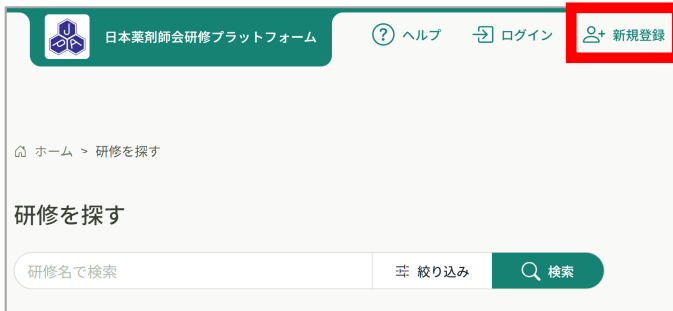 JPA
日本薬剤師会研修プラットフォーム
? ヘルプ
ログイン
新規登録
ホーム > 研修を探す
研修を探す
研修名で検索
絞り込み
検索